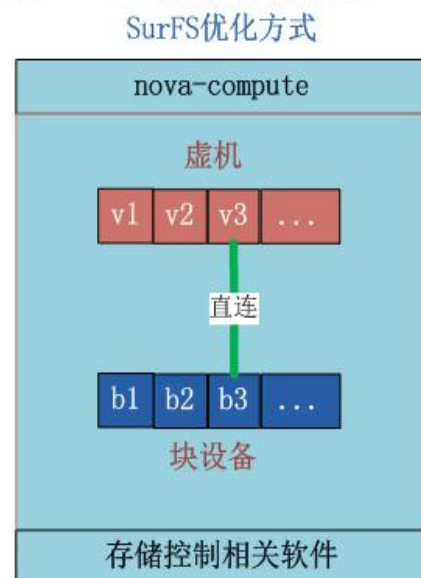 SurFS优化方式
nova-compute
虚机
v1 v2 v3 ...
直连
b1 b2 b3 ...
块设备
存储控制相关软件